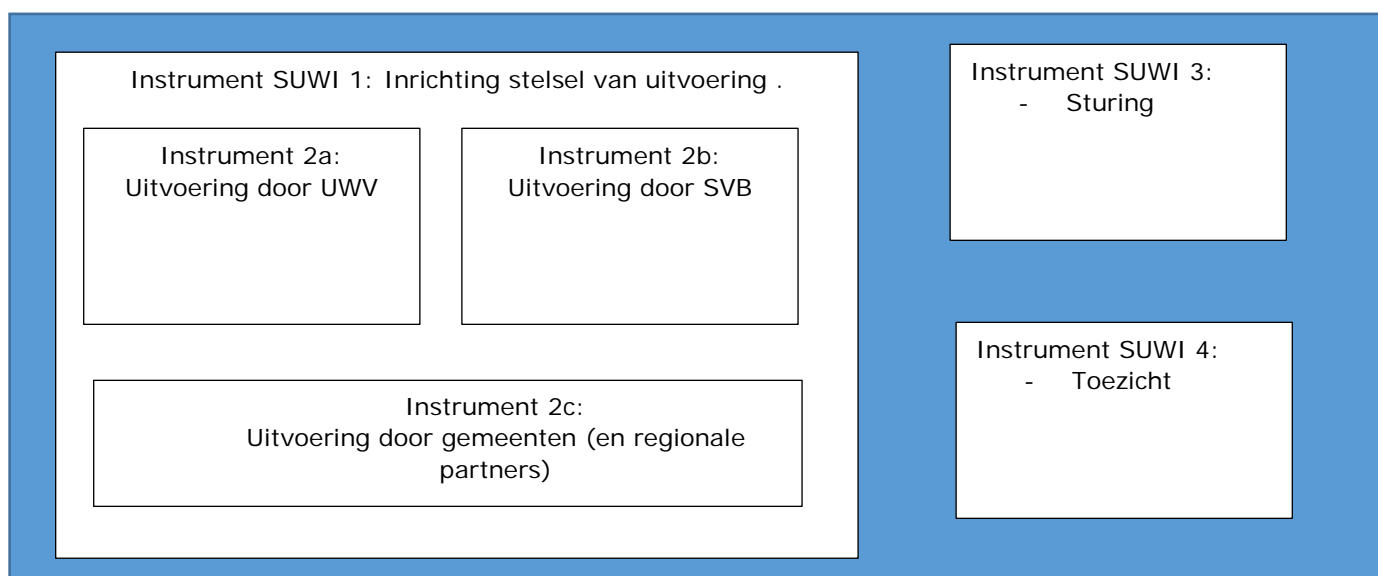 Instrument SUWI 1: Inrichting stelsel van uitvoering .
Instrument 2a:
Uitvoering door UWV
Instrument 2b:
Uitvoering door SVB
Instrument 2c:
Uitvoering door gemeenten (en regionale
partners)
Instrument SUWI 3:
- Sturing
Instrument SUWI 4:
- Toezicht